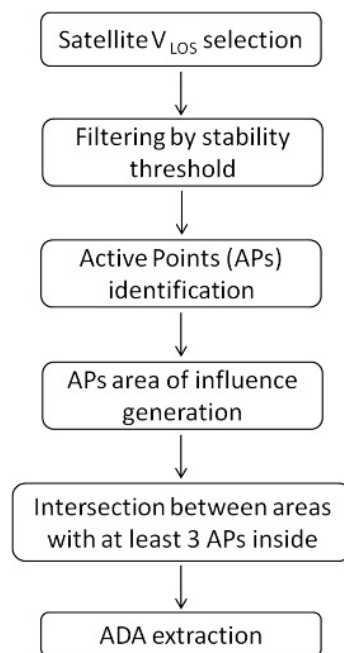 Satellite V LOS selection
Filtering by stability
threshold
Active Points (APs)
identification
APs area of influence
generation
Intersection between areas
with at least 3 APs inside
ADA extraction